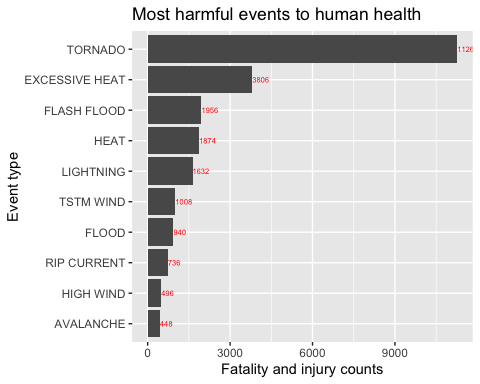 Most harmful events to human health
TORNADO
1126
EXCESSIVE HEAT
3806
FLASH FLOOD
1956
HEAT
1874
LIGHTNING
1632
TSTM WIND
1008
FLOOD
940
RIP CURRENT
736
HIGH WIND
496
AVALANCHE
448
0
3000
6000
9000
Fatality and injury counts
Event type